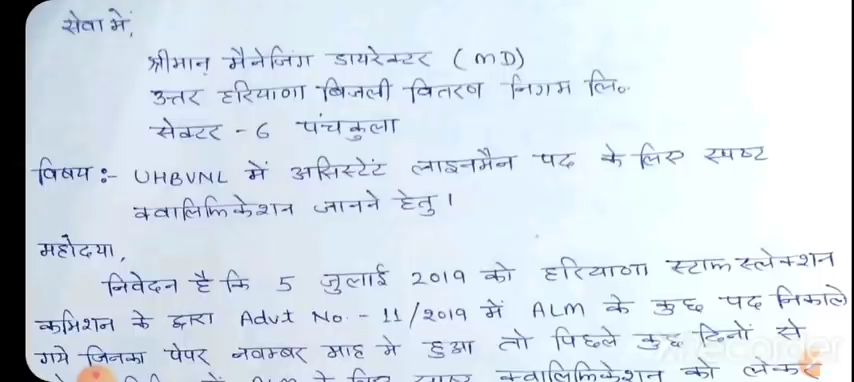 सेवा में,
श्रीमान् मैनेजिंग डायरेक्टर (MD)
उत्तर हरियाणा बिजली वितरण निगम लि०
सेक्टर - 6 पंचकुला
विषय :- UHBVNL में असिस्टेंट लाइनमैन पद के लिए स्पष्ट
क्वालिफिकेशन जानने हेतु।
महोदया,
निवेदन है कि 5 जुलाई 2019 को हरियाणा स्टाफ स्लेक्शन
कमिशन के द्वारा Advt No. - 11/2019 में ALM के कुछ पद निकाले
गये जिनका पेपर नवम्बर माह मे हुआ तो पिछले कुछ दिनों से
क्वालिफिकेशन को लेकर